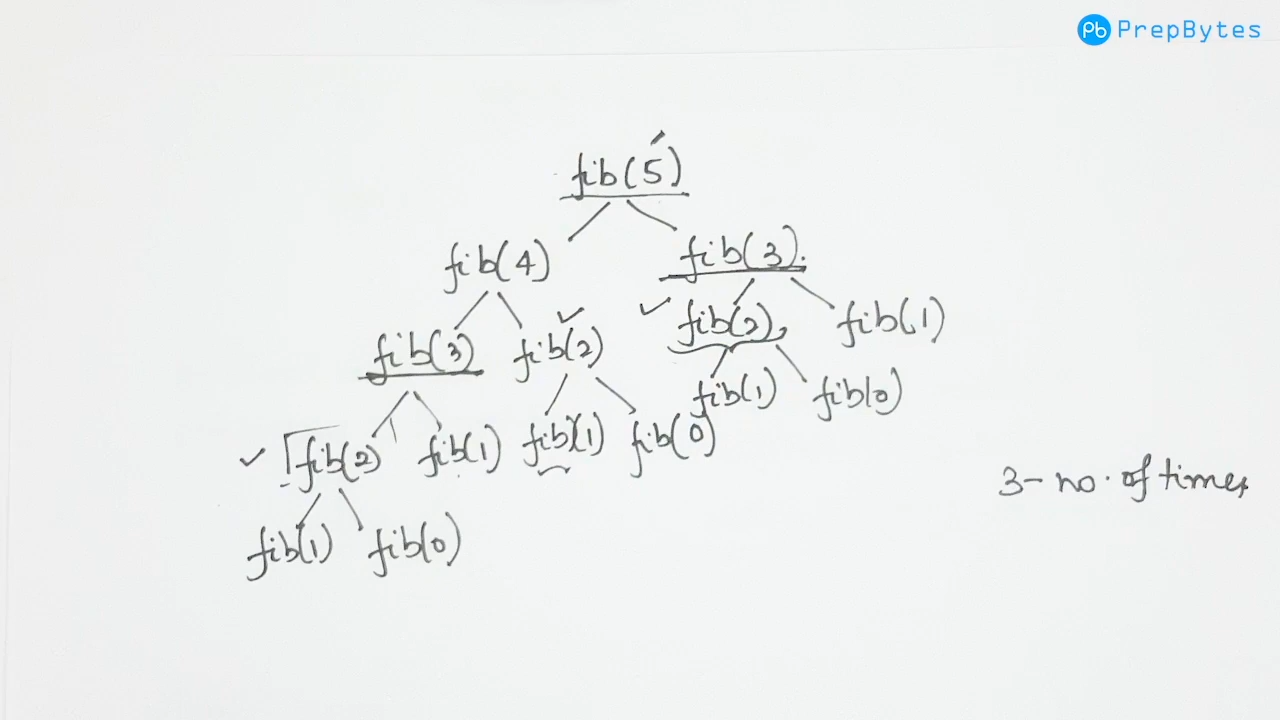 Pb PrepBytes
fib(5)
fib(4) fib(3).
fib(3) fib(2) fib(2), fib(1)
fib(1) fib(0)
fib(2) fib(1) fib(1) fib(0)
3- no. of times
fib(1) fib(0)